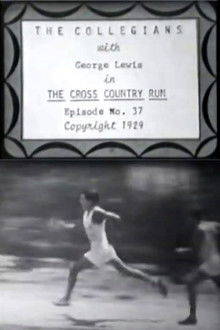 THE COLLEGIANS
with
George Lewis
in
THE CROSS COUNTRY RUN
Episode No. 37
Copyright 1929